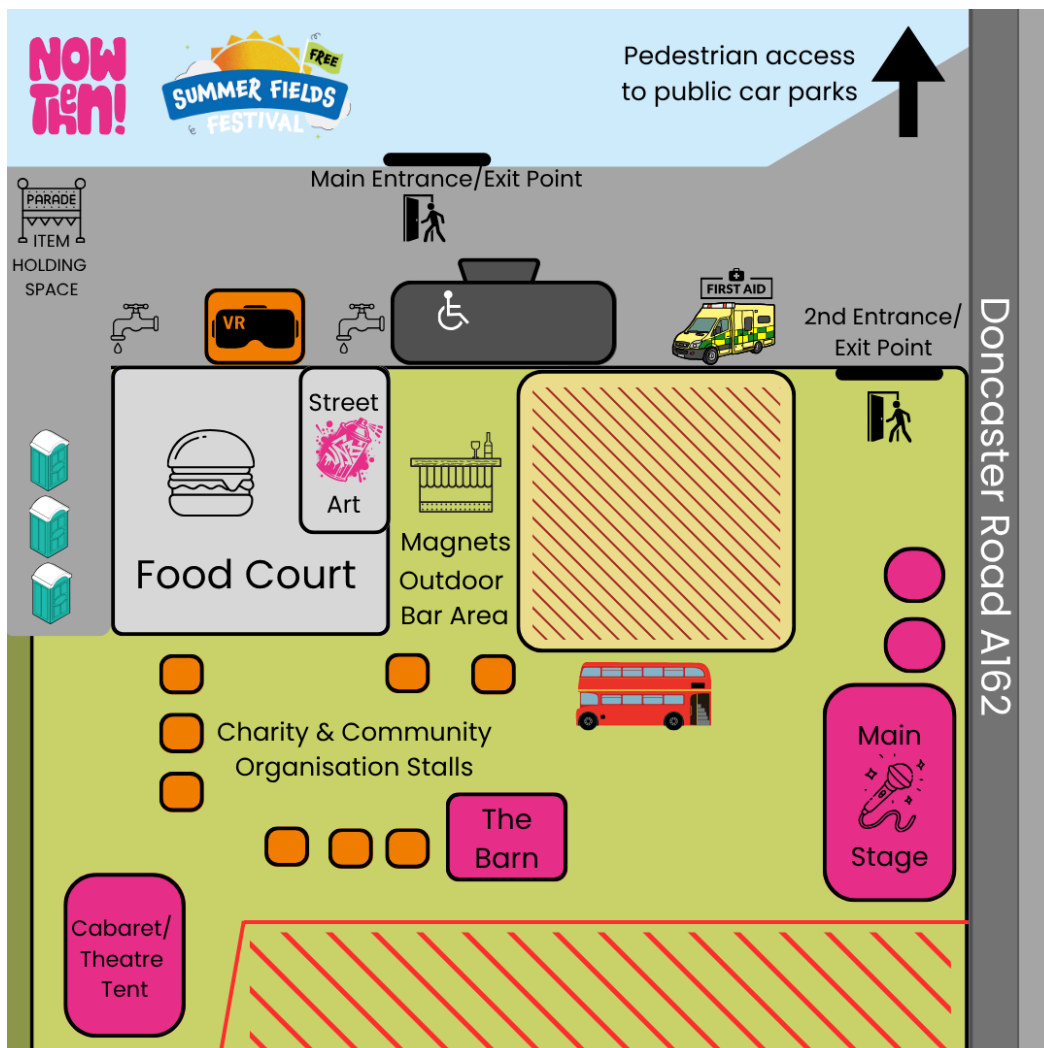 NOW
THEN!
FREE
SUMMER FIELDS
FESTIVAL
Pedestrian access
to public car parks
Main Entrance/Exit Point
PARADE
ITEM
HOLDING
SPACE
VR
FIRST AID
2nd Entrance/
Exit Point
Doncaster Road A162
Street
Art
Food Court
Magnets
Outdoor
Bar Area
Charity & Community
Organisation Stalls
The
Barn
Main
Stage
Cabaret/
Theatre
Tent